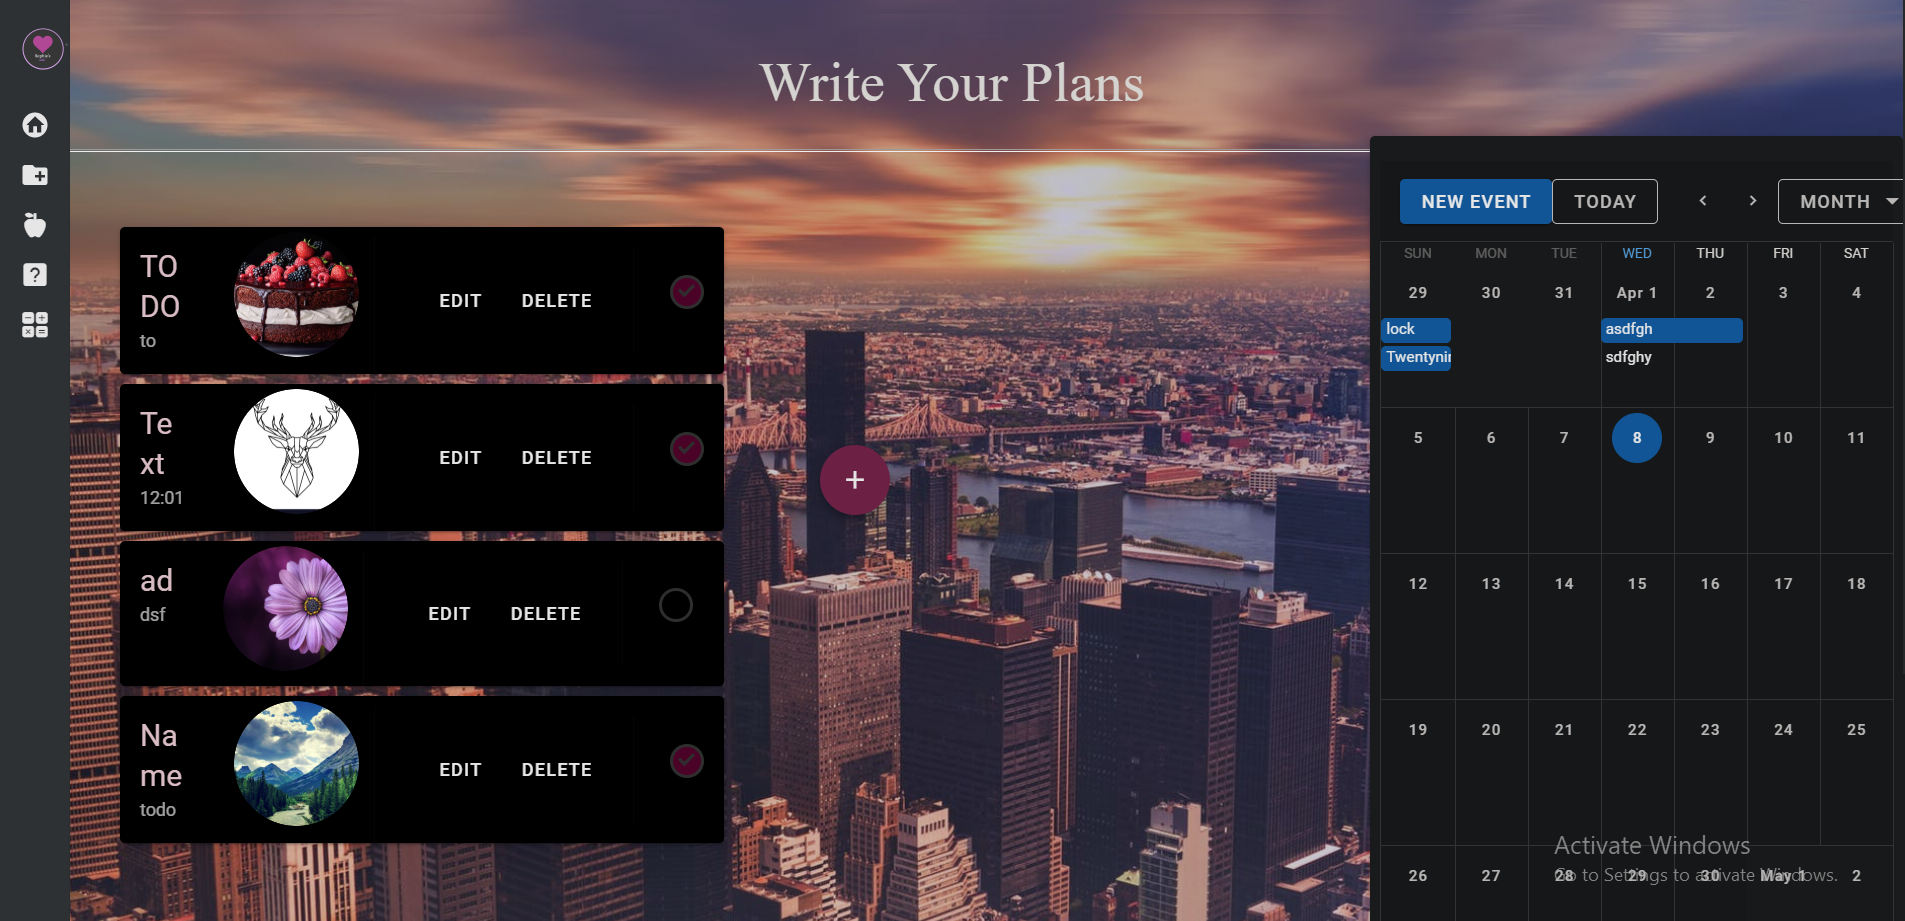 Write Your Plans
TO
DO
to
EDIT DELETE
Te
xt
12:01
EDIT DELETE
ad
dsf
EDIT DELETE
Na
me
todo
EDIT DELETE
+
NEW EVENT TODAY < > MONTH
SUN MON TUE WED THU FRI SAT
29 30 31 Apr 1 2 3 4
lock asdfgh
Twentynin sdfghy
5 6 7 8 9 10 11
12 13 14 15 16 17 18
19 20 21 22 23 24 25
Activate Windows
Go to Settings to activate Windows.
26 27 28 29 30 May 1 2